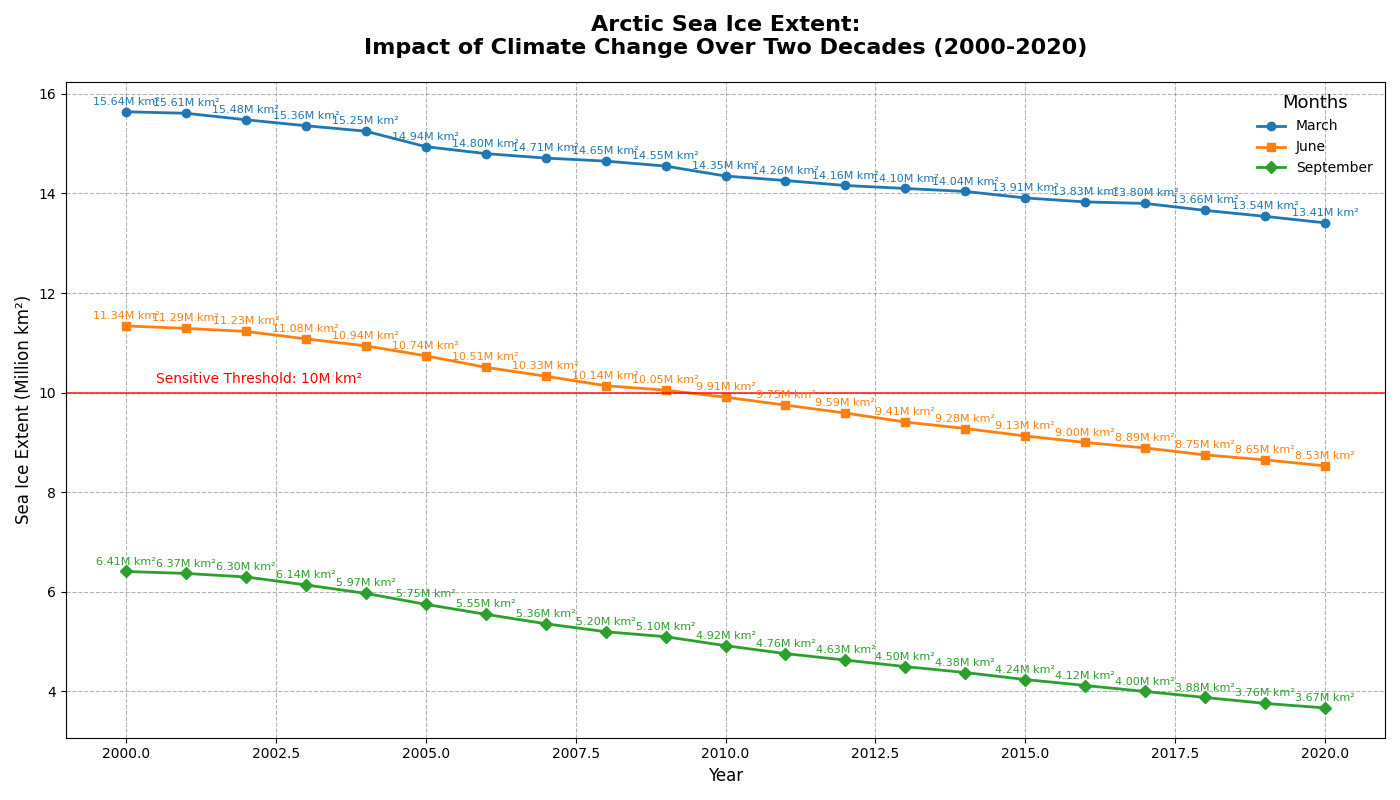 Arctic Sea Ice Extent:
Impact of Climate Change Over Two Decades (2000-2020)
Sea Ice Extent (Million km²)
16
14
12
10
8
6
4
Months
March
June
September
15.64M km²
15.61M km²
15.48M km²
15.36M km²
15.25M km²
14.94M km²
14.80M km²
14.71M km²
14.65M km²
14.55M km²
14.35M km²
14.26M km²
14.16M km²
14.10M km²
14.04M km²
13.91M km²
13.83M km²
13.80M km²
13.66M km²
13.54M km²
13.41M km²
11.34M km²
11.29M km²
11.23M km²
11.08M km²
10.94M km²
10.74M km²
10.51M km²
10.33M km²
10.14M km²
10.05M km²
9.91M km²
9.75M km²
9.59M km²
9.41M km²
9.28M km²
9.13M km²
9.00M km²
8.89M km²
8.75M km²
8.65M km²
8.53M km²
Sensitive Threshold: 10M km²
6.41M km²
6.37M km²
6.30M km²
6.14M km²
5.97M km²
5.75M km²
5.55M km²
5.36M km²
5.20M km²
5.10M km²
4.92M km²
4.76M km²
4.63M km²
4.50M km²
4.38M km²
4.24M km²
4.12M km²
4.00M km²
3.88M km²
3.76M km²
3.67M km²
2000.0
2002.5
2005.0
2007.5
2010.0
2012.5
2015.0
2017.5
2020.0
Year